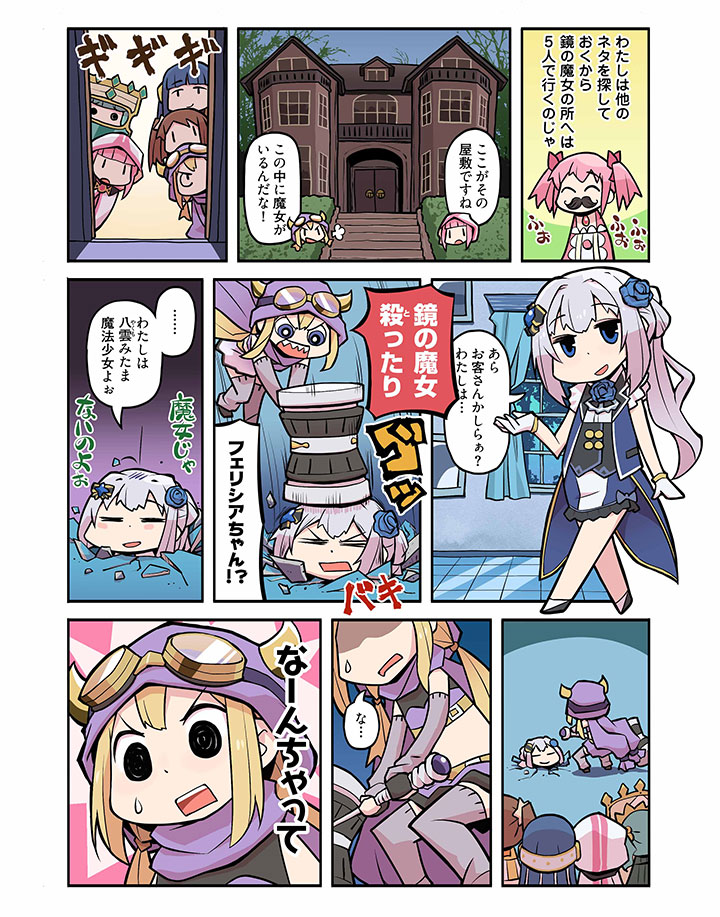 わたしは他の
ネタを探して
おくから
鏡の魔女の所へは
5人で行くのじゃ
ふぉ
ふぉ
ふぉ
ここがその
屋敷ですね
この中に魔女が
いるんだな!
ギギギ
あら
お客さんかしらぁ?
わたしは…
鏡の魔女
殺ったり
と
ドコォ
バキ
フェリシアちゃん!?
……
わたしは
八雲みたま
やくも
魔法少女よぉ
魔女じゃ
ないのよぉ
な…
なーんちゃって